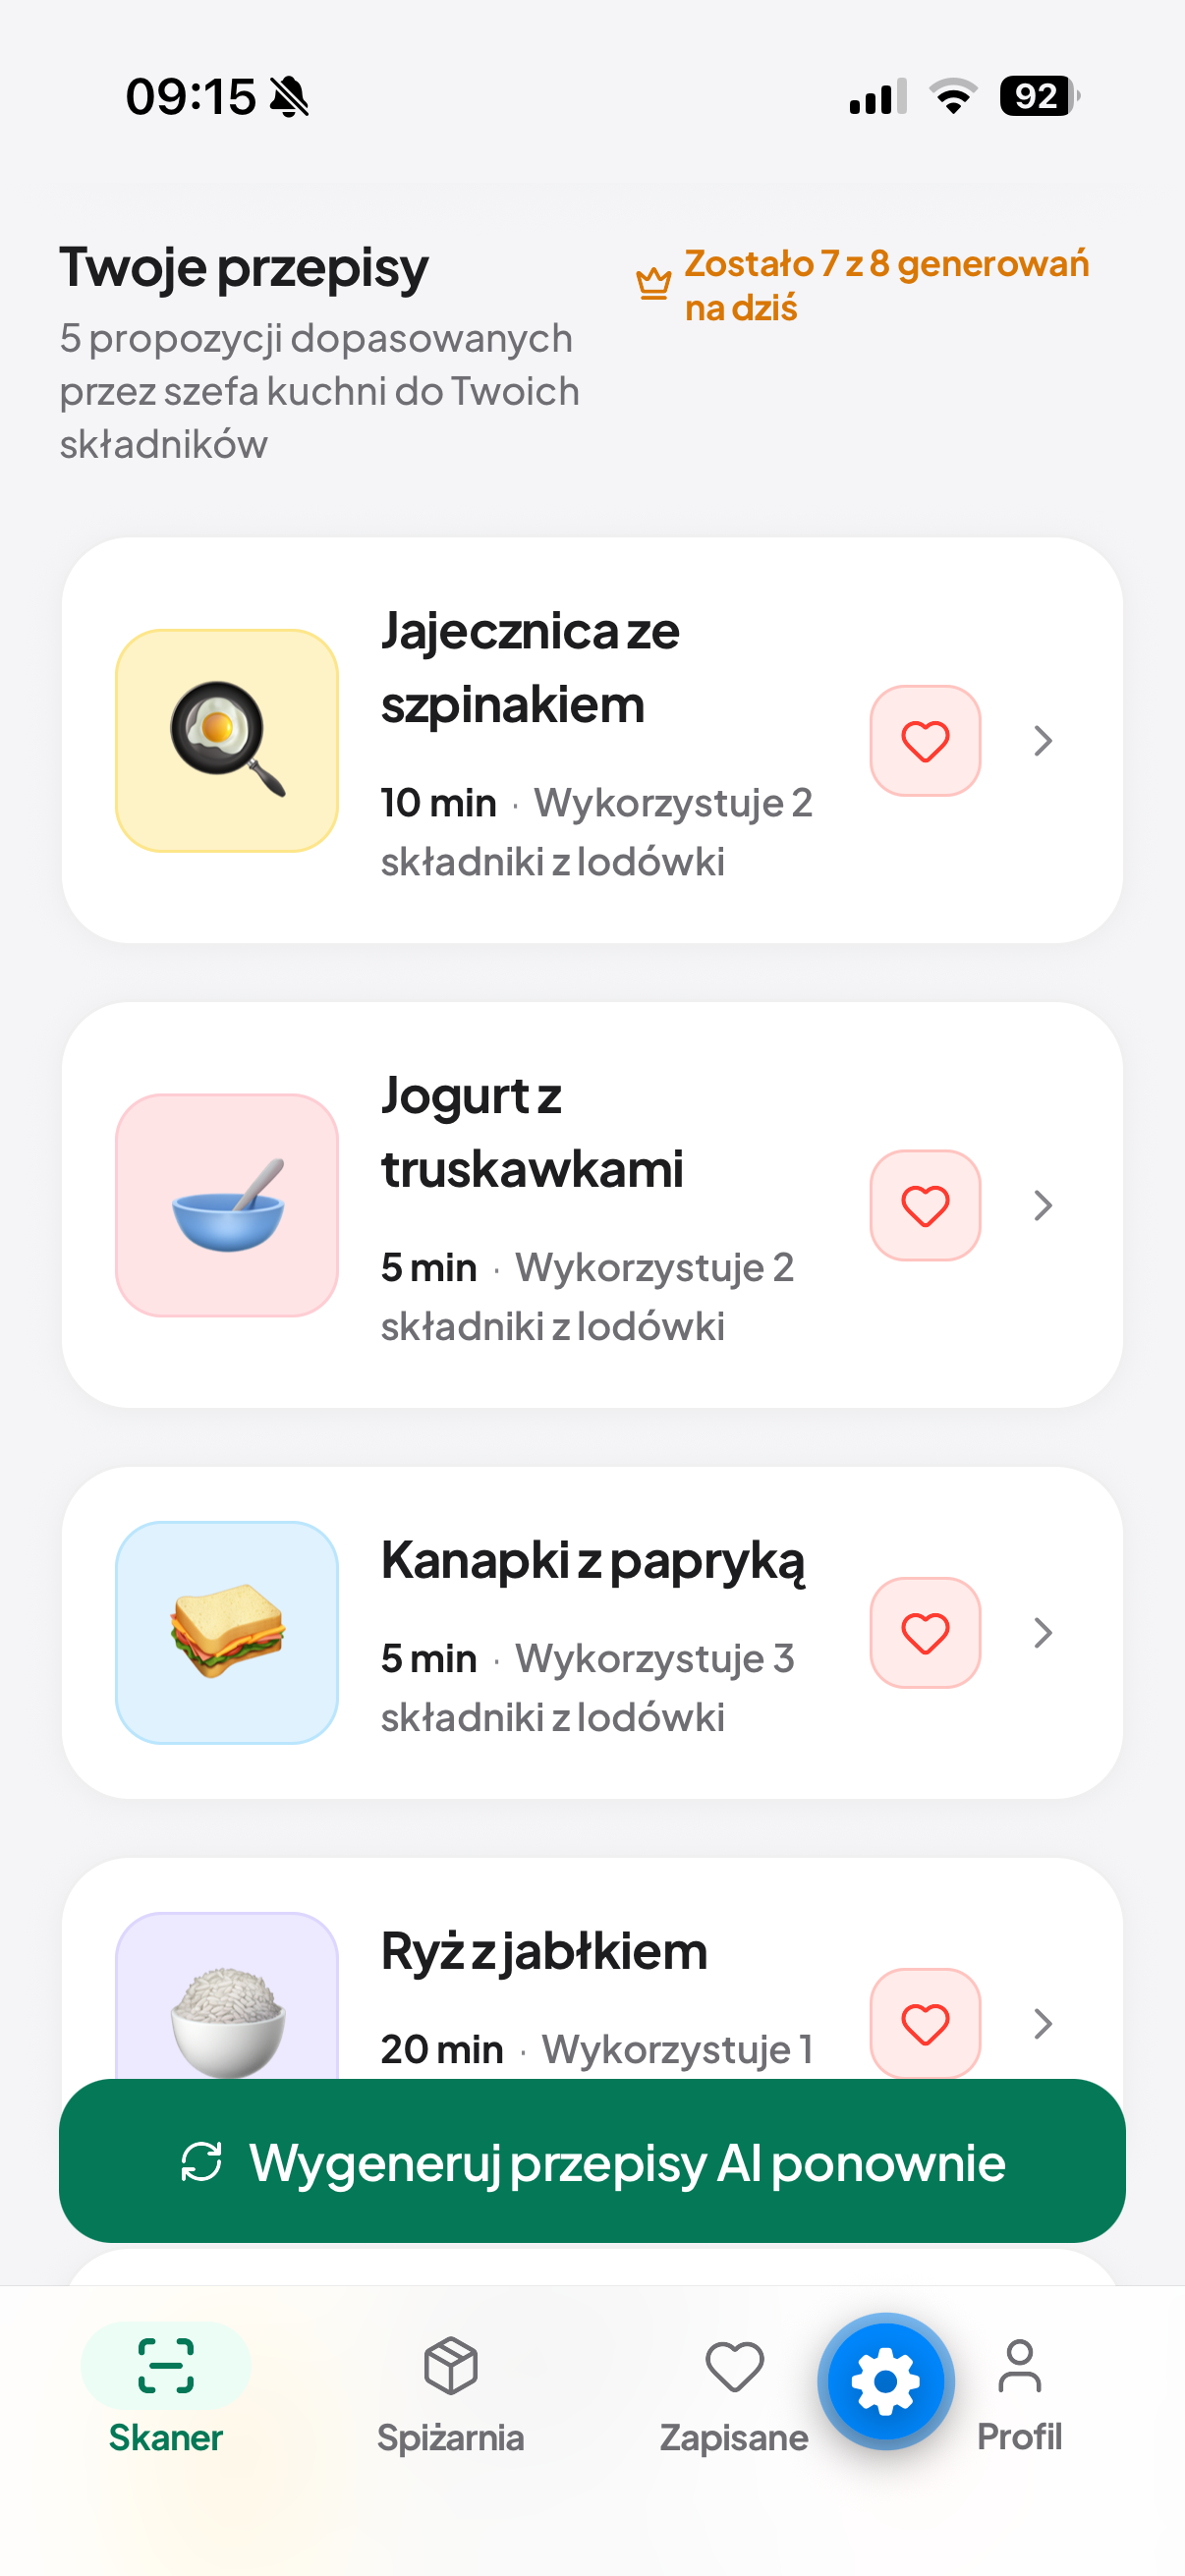 09:15
92
Twoje przepisy
Zostało 7 z 8 generowań
na dziś
5 propozycji dopasowanych
przez szefa kuchni do Twoich
składników
Jajecznica ze
szpinakiem
10 min · Wykorzystuje 2
składniki z lodówki
Jogurt z
truskawkami
5 min · Wykorzystuje 2
składniki z lodówki
Kanapki z papryką
5 min · Wykorzystuje 3
składniki z lodówki
Ryż z jabłkiem
20 min · Wykorzystuje 1
Wygeneruj przepisy AI ponownie
Skaner
Spiżarnia
Zapisane
Profil